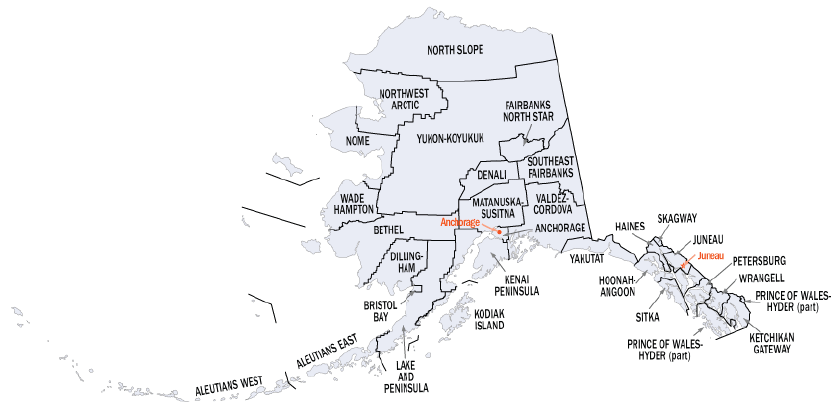 NORTH SLOPE
NORTHWEST
ARCTIC
FAIRBANKS
NORTH STAR
NOME
YUKON-KOYUKUK
DENALI
SOUTHEAST
FAIRBANKS
WADE
HAMPTON
MATANUSKA-
SUSITNA
VALDEZ-
CORDOVA
Anchorage
ANCHORAGE
BETHEL
SKAGWAY
HAINES
JUNEAU
Juneau
YAKUTAT
DILLING-
HAM
PETERSBURG
KENAI
PENINSULA
HOONAH-
ANGOON
WRANGELL
BRISTOL
BAY
KODIAK
ISLAND
SITKA
PRINCE OF WALES-
HYDER (part)
KETCHIKAN
GATEWAY
PRINCE OF WALES-
HYDER (part)
ALEUTIANS EAST
LAKE
AND
PENINSULA
ALEUTIANS WEST